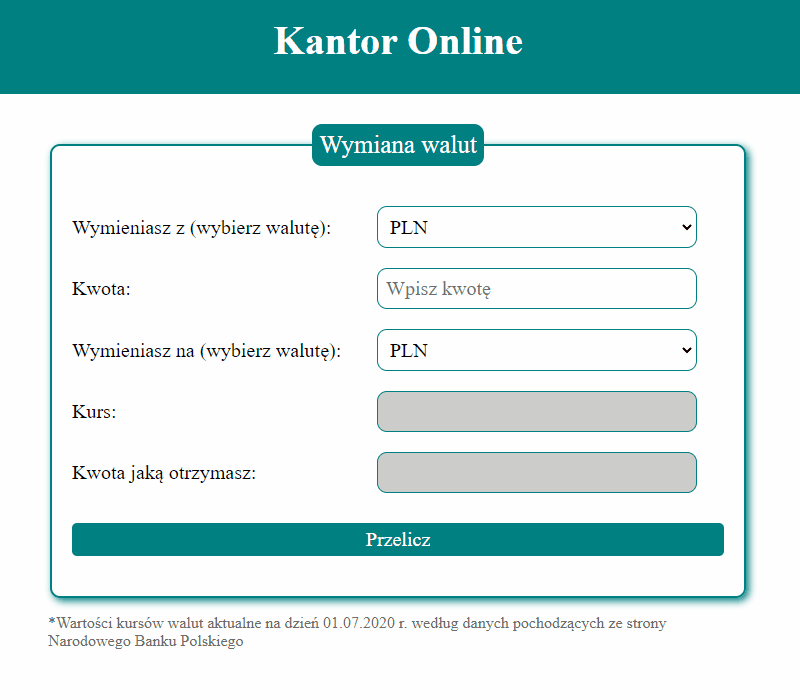 Kantor Online
Wymiana walut
Wymieniasz z (wybierz walutę):
PLN
Kwota:
Wpisz kwotę
Wymieniasz na (wybierz walutę):
PLN
Kurs:
Kwota jaką otrzymasz:
Przelicz
*Wartości kursów walut aktualne na dzień 01.07.2020 r. według danych pochodzących ze strony
Narodowego Banku Polskiego